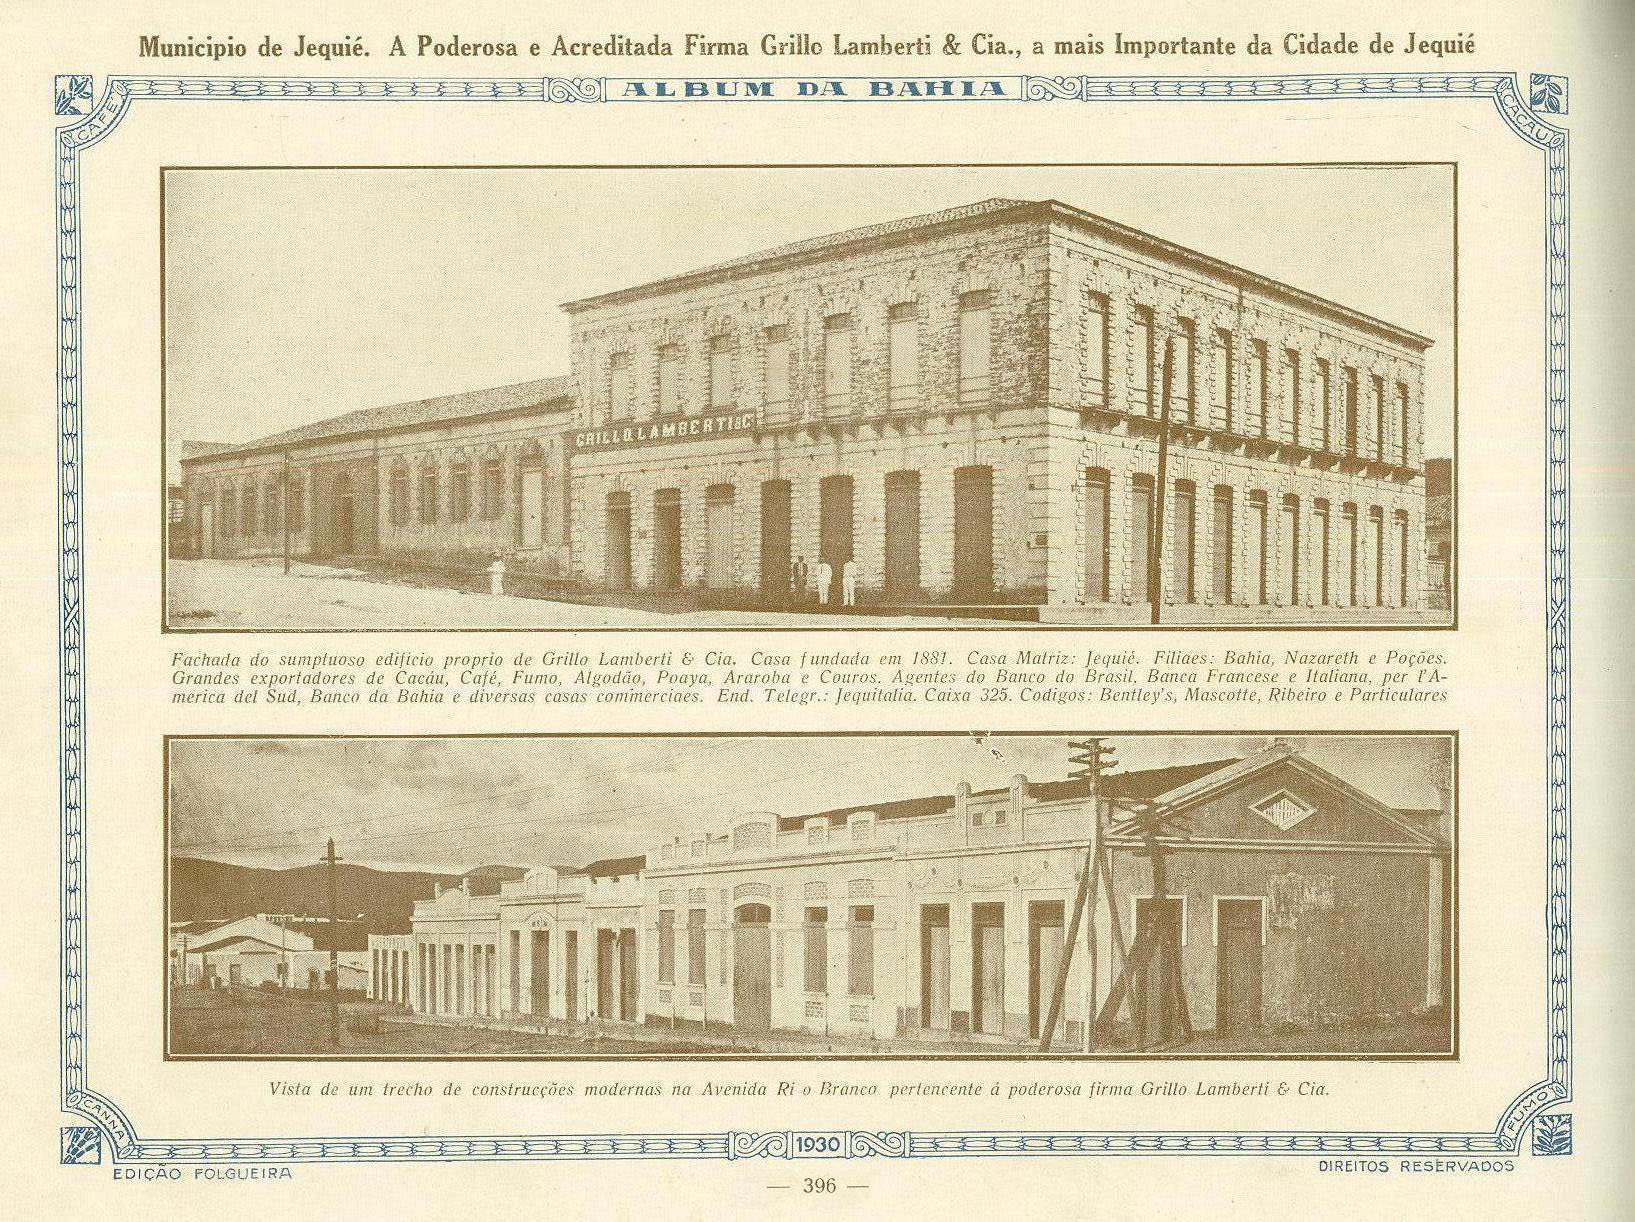 Municipio de Jequié. A Poderosa e Acreditada Firma Grillo Lamberti & Cia., a mais Importante da Cidade de Jequié
ALBUM DA BAHIA
CAFÉ
CACÁU
GRILLO, LAMBERTI & C
Fachada do sumptuoso edificio proprio de Grillo Lamberti & Cia. Casa fundada em 1881. Casa Matriz: Jequié. Filiaes: Bahia, Nazareth e Poções.
Grandes exportadores de Cacáu, Café, Fumo, Algodão, Poaya, Araroba e Couros. Agentes do Banco do Brasil, Banca Francese e Italiana, per l'A-
merica del Sud, Banco da Bahia e diversas casas commerciaes. End. Telegr.: Jequitalia. Caixa 325. Codigos: Bentley's, Mascotte, Ribeiro e Particulares
Vista de um trecho de construcções modernas na Avenida Ri o Branco pertencente á poderosa firma Grillo Lamberti & Cia.
CANNA
FUMO
1930
EDIÇÃO FOLGUEIRA
DIREITOS RESERVADOS
— 396 —